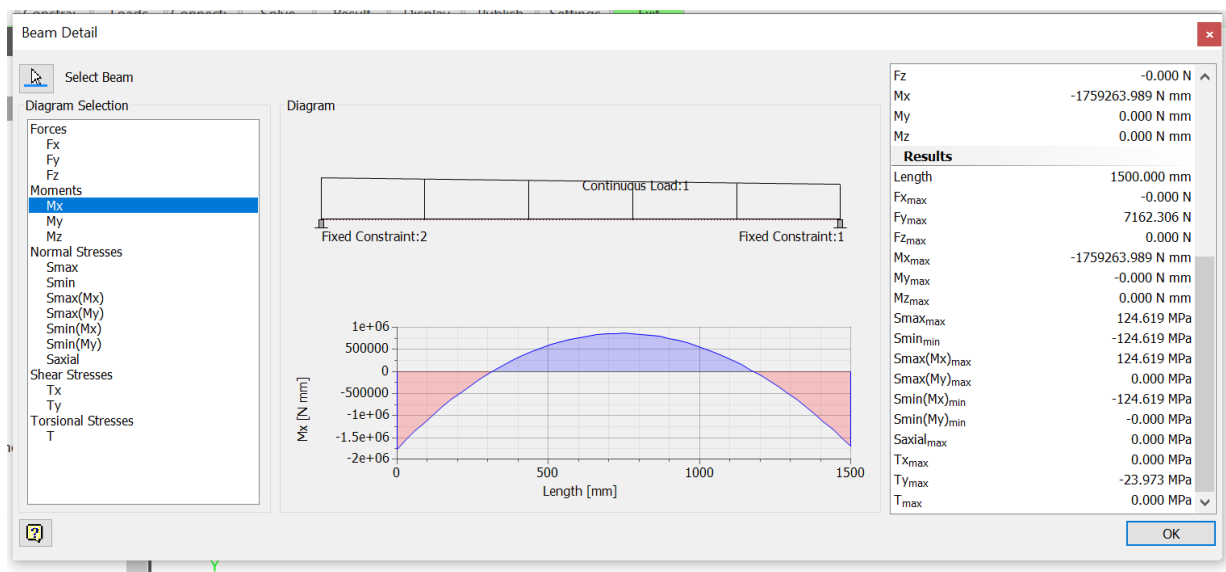 Beam Detail
Select Beam
Diagram Selection
Forces
Fx
Fy
Fz
Moments
Mx
My
Mz
Normal Stresses
Smax
Smin
Smax(Mx)
Smax(My)
Smin(Mx)
Smin(My)
Saxial
Shear Stresses
Tx
Ty
Torsional Stresses
T
Diagram
Continuous Load:1
Fixed Constraint:2 Fixed Constraint:1
1e+06
500000
0
-500000
-1e+06
-1.5e+06
-2e+06
Mx [N mm]
0 500 1000 1500
Length [mm]
Fz -0.000 N
Mx -1759263.989 N mm
My 0.000 N mm
Mz 0.000 N mm
Results
Length 1500.000 mm
Fxmax -0.000 N
Fymax 7162.306 N
Fzmax 0.000 N
Mxmax -1759263.989 N mm
Mymax -0.000 N mm
Mzmax 0.000 N mm
Smaxmax 124.619 MPa
Sminmin -124.619 MPa
Smax(Mx)max 124.619 MPa
Smax(My)max 0.000 MPa
Smin(Mx)min -124.619 MPa
Smin(My)min -0.000 MPa
Saxialmax 0.000 MPa
Txmax 0.000 MPa
Tymax -23.973 MPa
Tmax 0.000 MPa
OK
Y